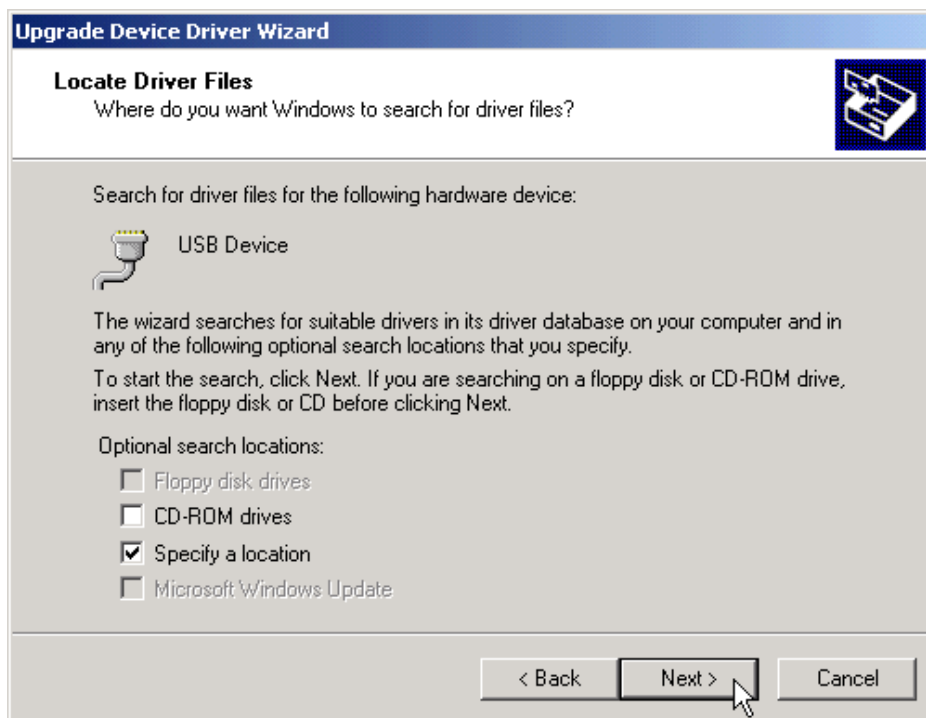 Upgrade Device Driver Wizard
Locate Driver Files
Where do you want Windows to search for driver files?
Search for driver files for the following hardware device:
USB Device
The wizard searches for suitable drivers in its driver database on your computer and in
any of the following optional search locations that you specify.
To start the search, click Next. If you are searching on a floppy disk or CD-ROM drive,
insert the floppy disk or CD before clicking Next.
Optional search locations:
Floppy disk drives
CD-ROM drives
Specify a location
Microsoft Windows Update
< Back Next > Cancel